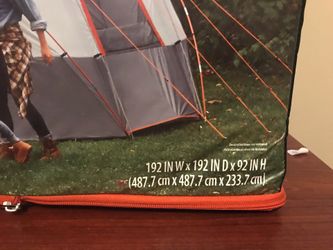 192 IN W x 192 IN D x 92 IN H
(487.7 cm x 487.7 cm x 233.7 cm)